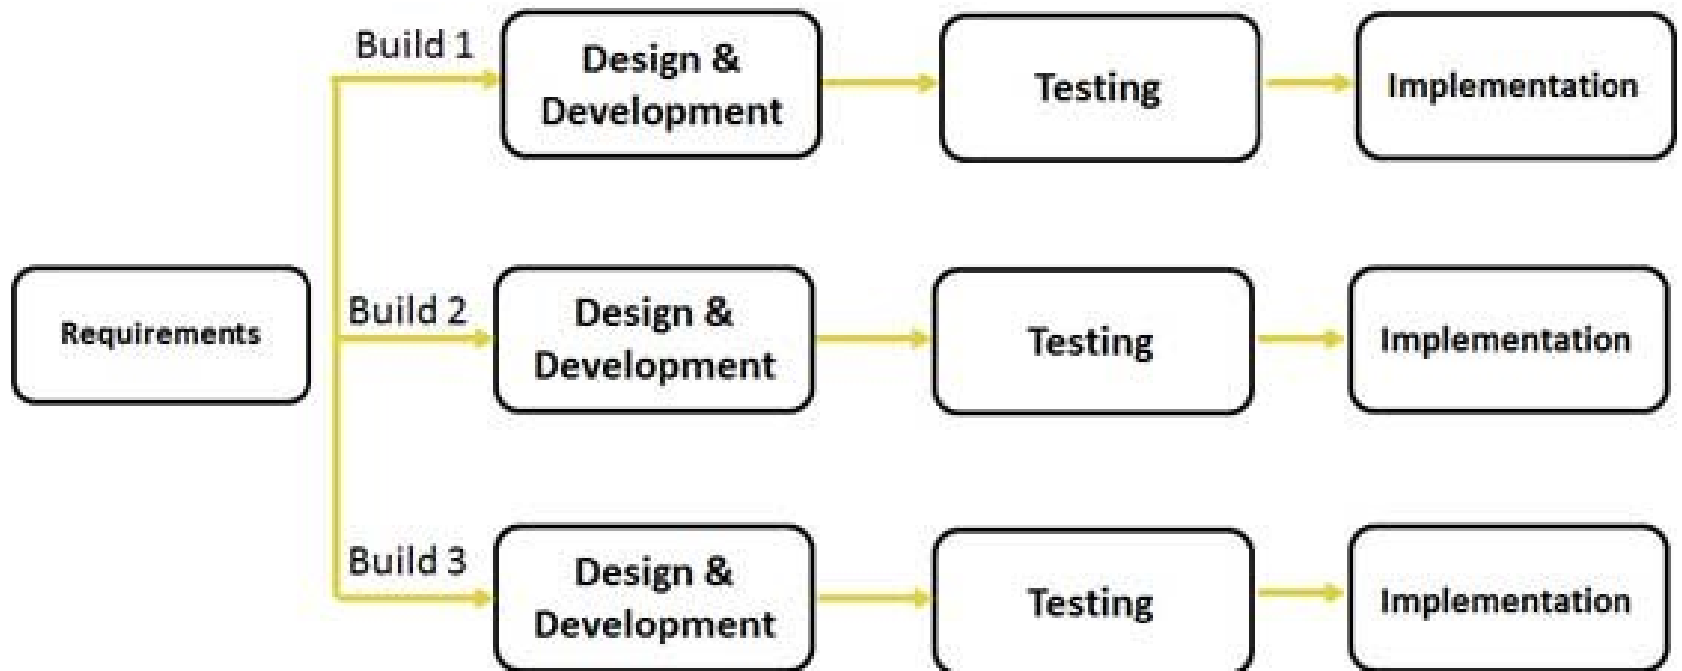 Build 1
Design &
Development
Testing
Implementation
Requirements
Build 2
Design &
Development
Testing
Implementation
Build 3
Design &
Development
Testing
Implementation